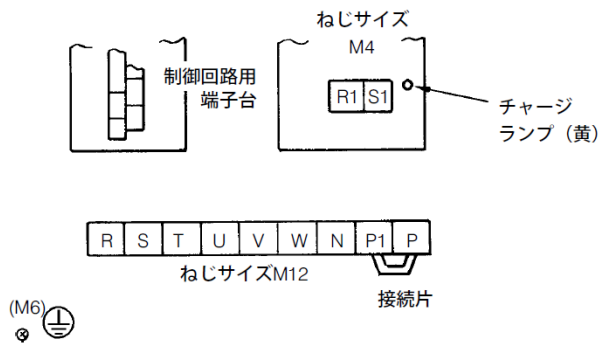 ねじサイズ
M4
制御回路用
端子台
R1 S1
チャージ
ランプ（黄）
R S T U V W N P1 P
ねじサイズM12
接続片
(M6)